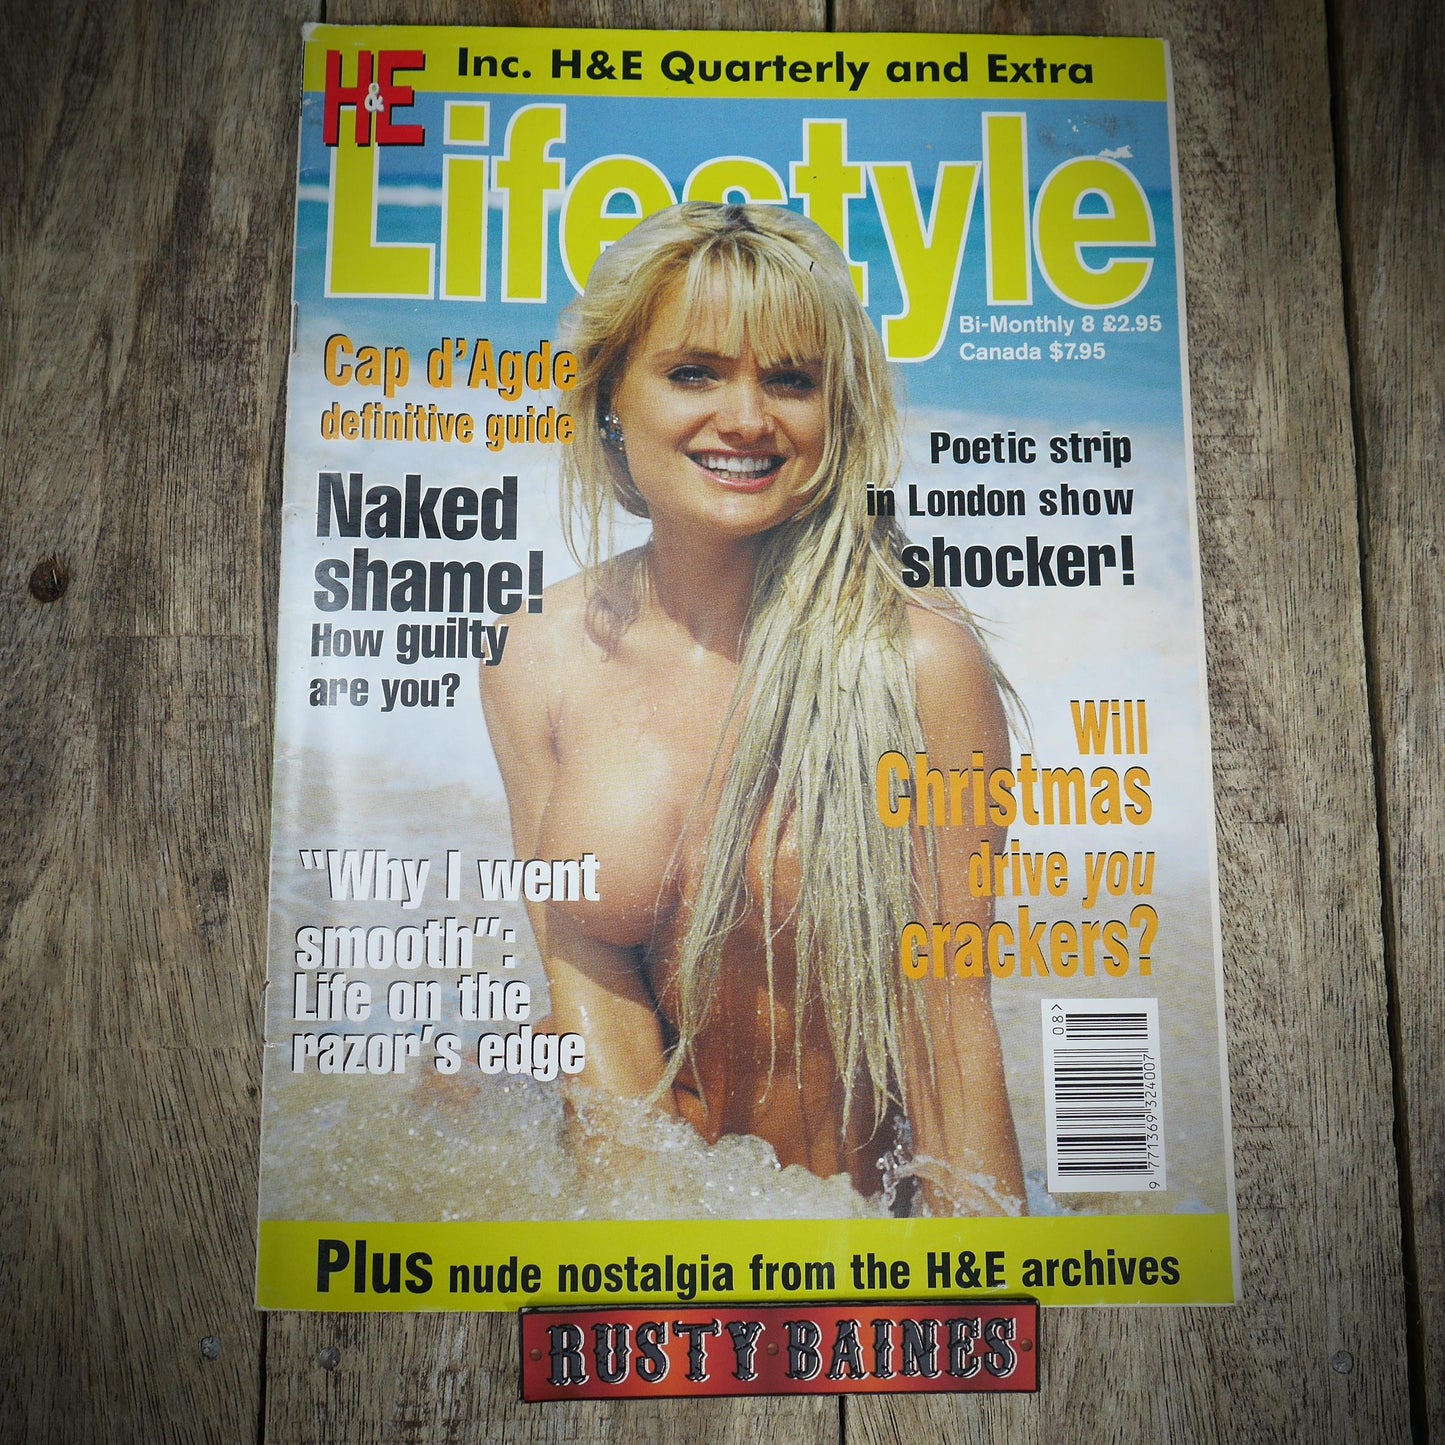 Inc. H&E Quarterly and Extra
H&E
Lifestyle
Bi-Monthly 8 £2.95
Canada $7.95
Cap d'Agde
definitive guide
Naked
shame!
How guilty
are you?
Poetic strip
in London show
shocker!
Will
Christmas
drive you
crackers?
"Why I went
smooth":
Life on the
razor's edge
08>
9 771369 324007
Plus nude nostalgia from the H&E archives
RUSTY·BAINES